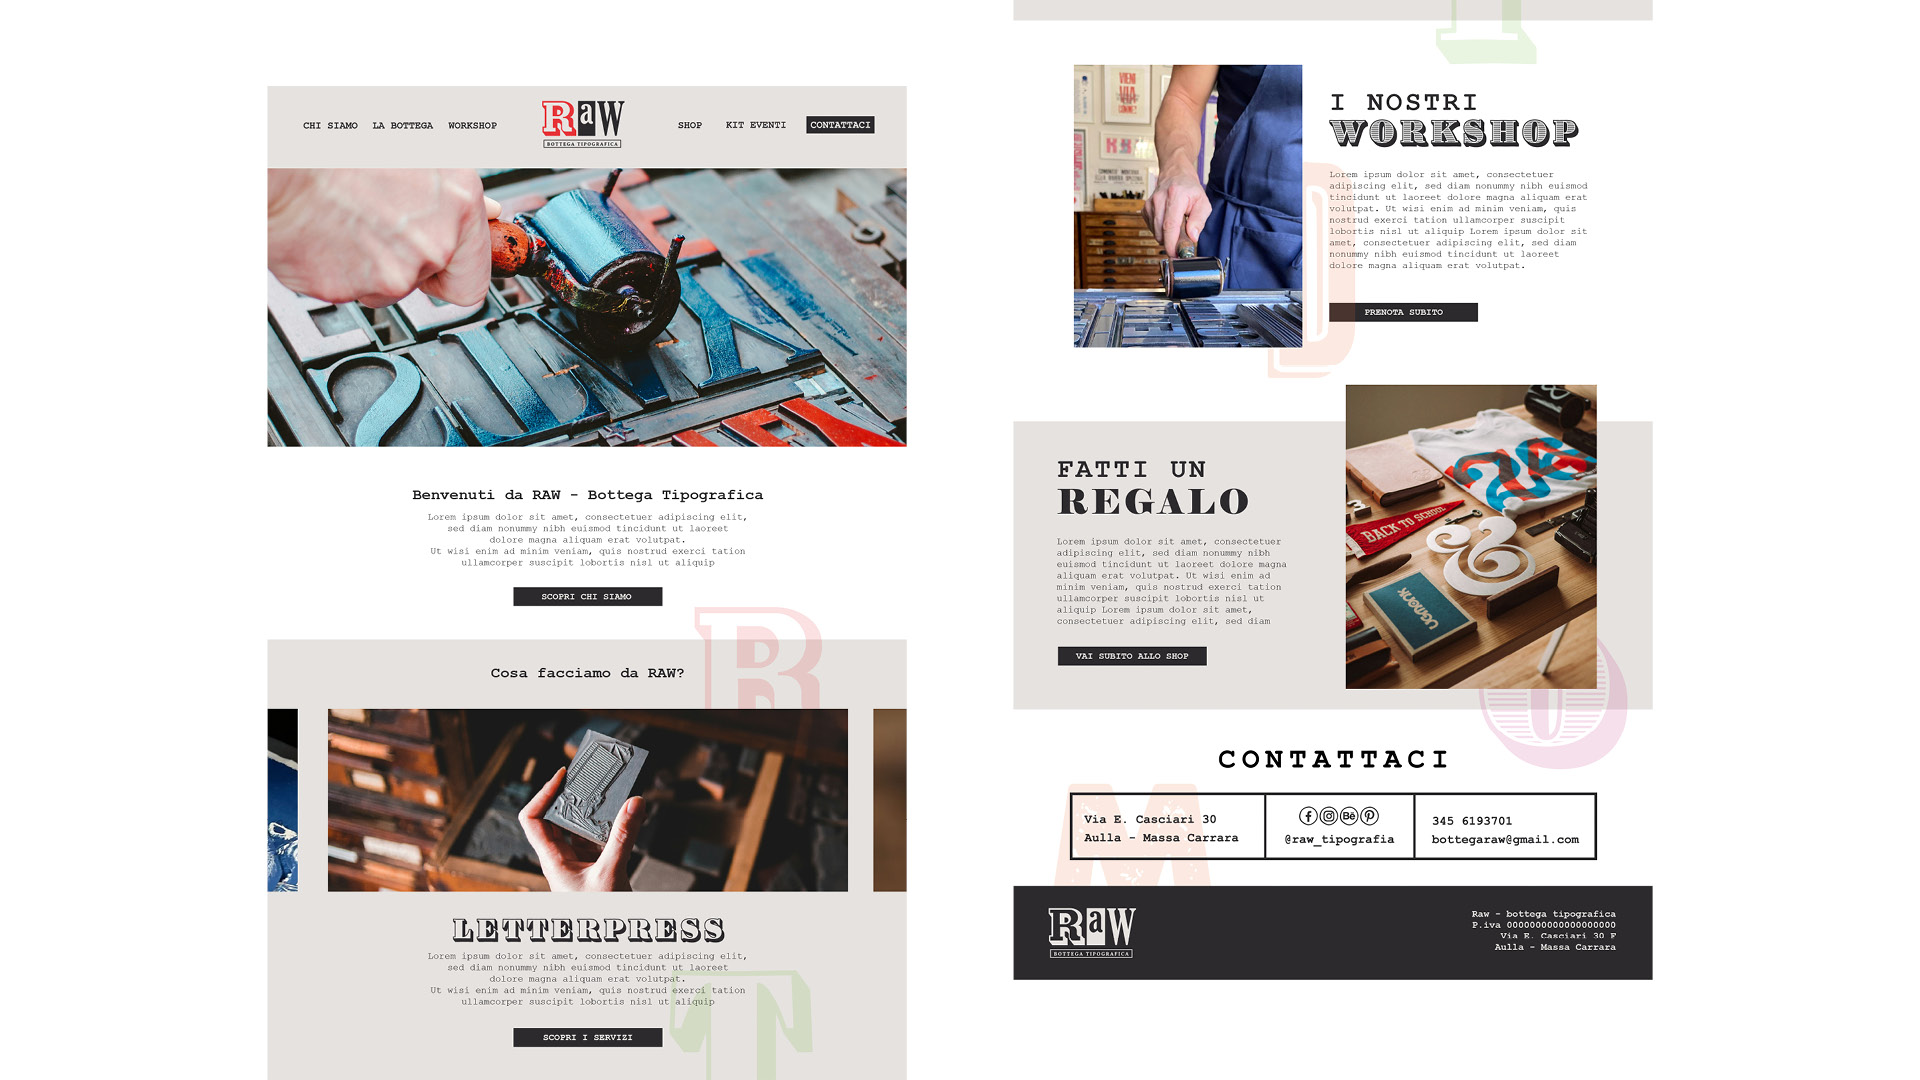 CHI SIAMO
LA BOTTEGA
WORKSHOP
RaW
BOTTEGA TIPOGRAFICA
SHOP
KIT EVENTI
CONTATTACI
Benvenuti da RAW - Bottega Tipografica
Lorem ipsum dolor sit amet, consectetuer adipiscing elit,
sed diam nonummy nibh euismod tincidunt ut laoreet
dolore magna aliquam erat volutpat.
Ut wisi enim ad minim veniam, quis nostrud exerci tation
ullamcorper suscipit lobortis nisl ut aliquip
SCOPRI CHI SIAMO
B
Cosa facciamo da RAW?
LETTERPRESS
Lorem ipsum dolor sit amet, consectetuer adipiscing elit,
sed diam nonummy nibh euismod tincidunt ut laoreet
dolore magna aliquam erat volutpat.
Ut wisi enim ad minim veniam, quis nostrud exerci tation
ullamcorper suscipit lobortis nisl ut aliquip
SCOPRI I SERVIZI
T
VIENI
VIA
I NOSTRI
WORKSHOP
Lorem ipsum dolor sit amet, consectetuer
adipiscing elit, sed diam nonummy nibh euismod
tincidunt ut laoreet dolore magna aliquam erat
volutpat. Ut wisi enim ad minim veniam, quis
nostrud exerci tation ullamcorper suscipit
lobortis nisl ut aliquip Lorem ipsum dolor sit
amet, consectetuer adipiscing elit, sed diam
nonummy nibh euismod tincidunt ut laoreet
dolore magna aliquam erat volutpat.
PRENOTA SUBITO
D
FATTI UN
REGALO
Lorem ipsum dolor sit amet, consectetuer
adipiscing elit, sed diam nonummy nibh
euismod tincidunt ut laoreet dolore magna
aliquam erat volutpat. Ut wisi enim ad
minim veniam, quis nostrud exerci tation
ullamcorper suscipit lobortis nisl ut
aliquip Lorem ipsum dolor sit amet,
consectetuer adipiscing elit, sed diam
VAI SUBITO ALLO SHOP
BACK TO SCHOOL
&
ugmonk
O
CONTATTACI
M
Via E. Casciari 30
Aulla - Massa Carrara
Bē
@raw_tipografia
345 6193701
bottegaraw@gmail.com
RaW
BOTTEGA TIPOGRAFICA
Raw - bottega tipografica
P.iva 0000000000000000000
Via E. Casciari 30 F
Aulla - Massa Carrara